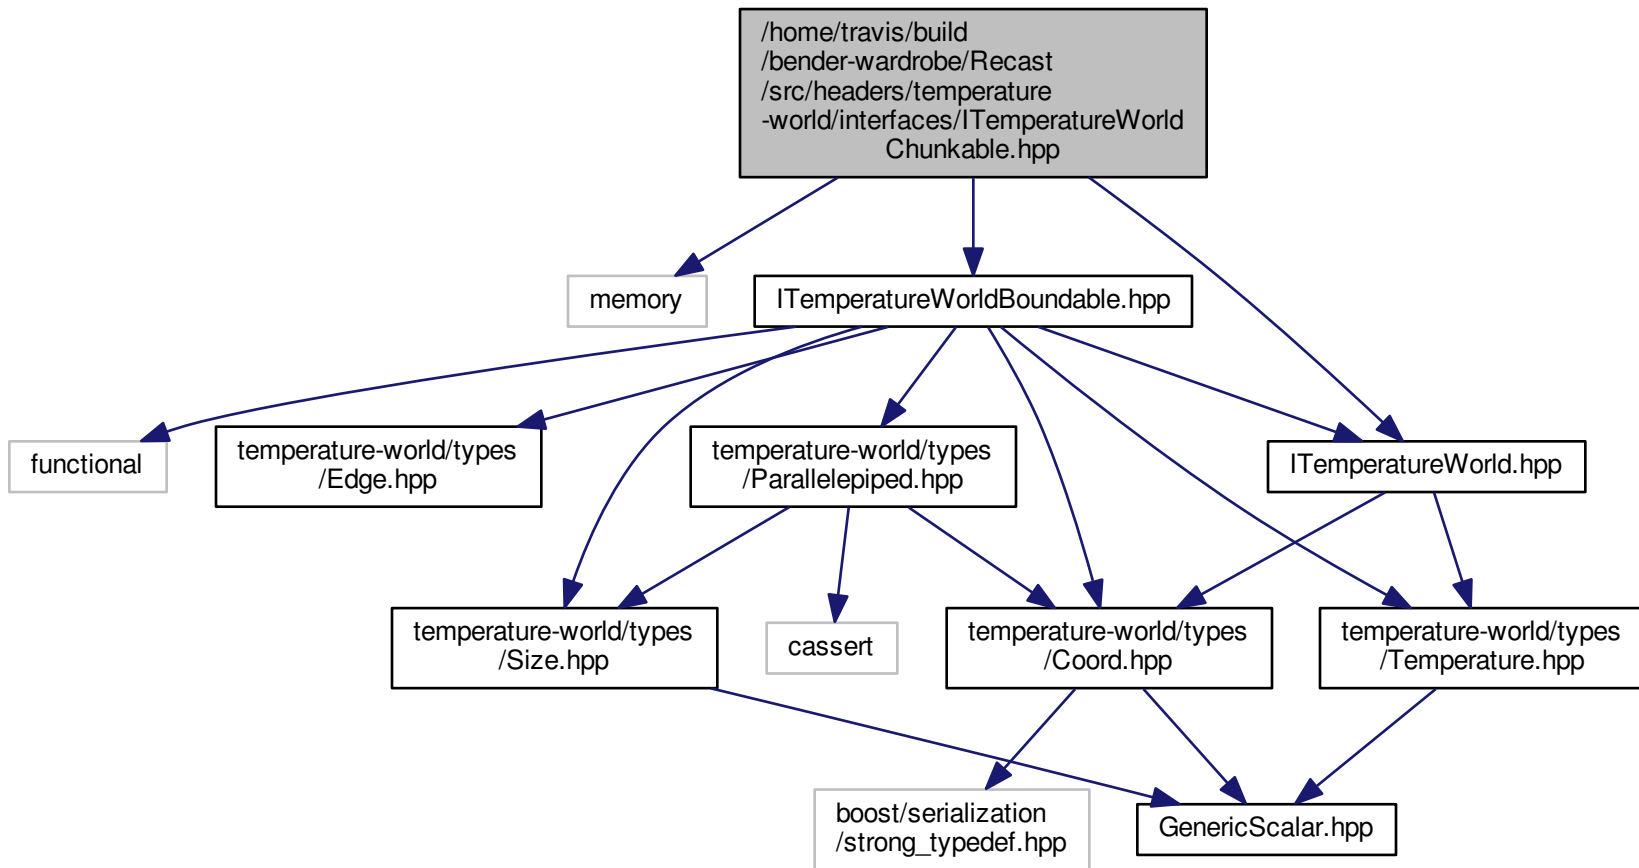 /home/travis/build
/bender-wardrobe/Recast
/src/headers/temperature
-world/interfaces/ITemperatureWorld
Chunkable.hpp
memory
ITemperatureWorldBoundable.hpp
functional
temperature-world/types
/Edge.hpp
temperature-world/types
/Parallelepiped.hpp
ITemperatureWorld.hpp
temperature-world/types
/Size.hpp
cassert
temperature-world/types
/Coord.hpp
temperature-world/types
/Temperature.hpp
boost/serialization
/strong_typedef.hpp
GenericScalar.hpp